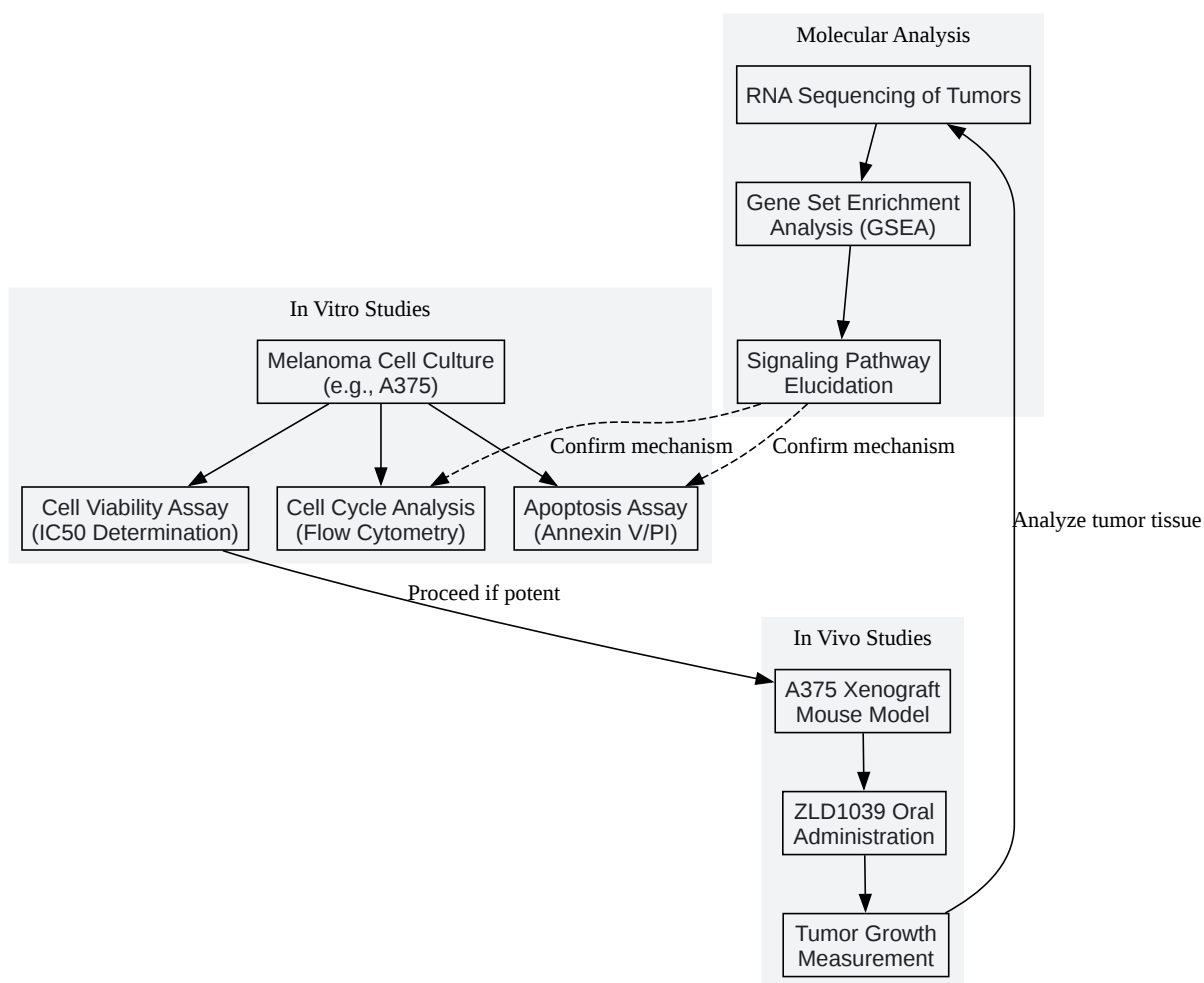 Molecular Analysis
RNA Sequencing of Tumors
Gene Set Enrichment
Analysis (GSEA)
Signaling Pathway
Elucidation
In Vitro Studies
Melanoma Cell Culture
(e.g., A375)
Confirm mechanism
Confirm mechanism
Cell Viability Assay
(IC50 Determination)
Cell Cycle Analysis
(Flow Cytometry)
Apoptosis Assay
(Annexin V/PI)
Analyze tumor tissue
Proceed if potent
In Vivo Studies
A375 Xenograft
Mouse Model
ZLD1039 Oral
Administration
Tumor Growth
Measurement